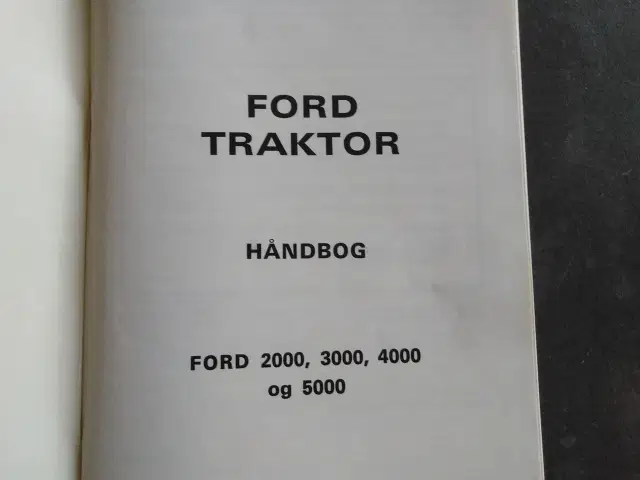 FORD
TRAKTOR
HÅNDBOG
FORD 2000, 3000, 4000
og 5000